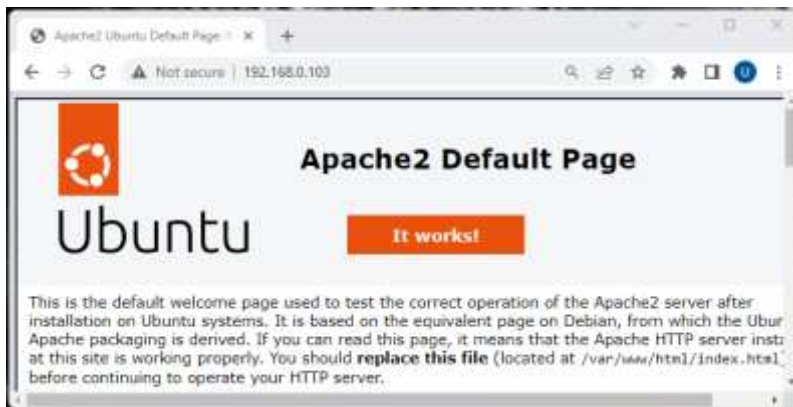 Apache2 Ubuntu Default Page
Not secure | 192.168.0.103
U
Apache2 Default Page
Ubuntu
It works!
This is the default welcome page used to test the correct operation of the Apache2 server after
installation on Ubuntu systems. It is based on the equivalent page on Debian, from which the Ubun
Apache packaging is derived. If you can read this page, it means that the Apache HTTP server insta
at this site is working properly. You should replace this file (located at /var/www/html/index.html)
before continuing to operate your HTTP server.